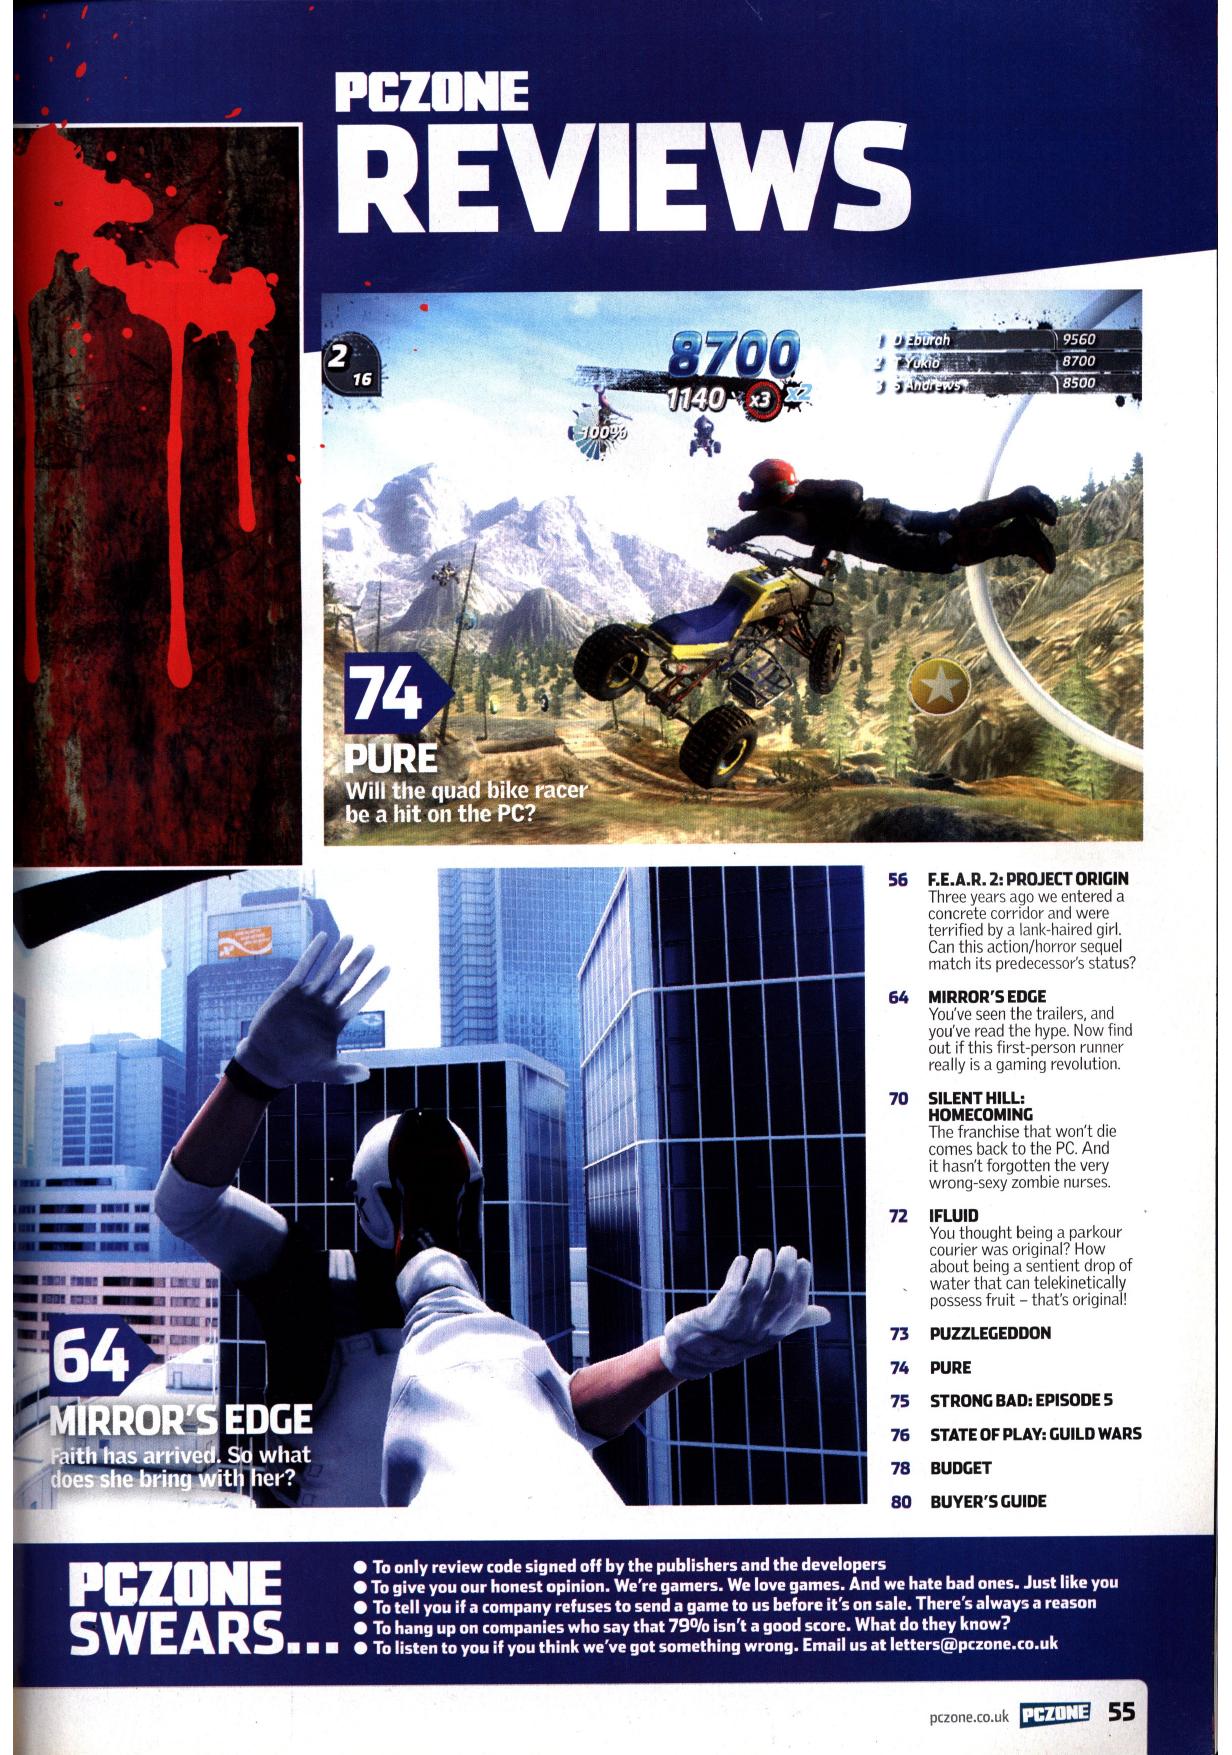 PCZONE
REVIEWS
2
16
8700
1140 x3 x2
100%
1 D Eburah 9560
2 T Yukio 8700
3 S Andrews 8500
74
PURE
Will the quad bike racer
be a hit on the PC?
64
MIRROR'S EDGE
Faith has arrived. So what
does she bring with her?
56 F.E.A.R. 2: PROJECT ORIGIN
Three years ago we entered a
concrete corridor and were
terrified by a lank-haired girl.
Can this action/horror sequel
match its predecessor's status?
64 MIRROR'S EDGE
You've seen the trailers, and
you've read the hype. Now find
out if this first-person runner
really is a gaming revolution.
70 SILENT HILL:
HOMECOMING
The franchise that won't die
comes back to the PC. And
it hasn't forgotten the very
wrong-sexy zombie nurses.
72 IFLUID
You thought being a parkour
courier was original? How
about being a sentient drop of
water that can telekinetically
possess fruit – that's original!
73 PUZZLEGEDDON
74 PURE
75 STRONG BAD: EPISODE 5
76 STATE OF PLAY: GUILD WARS
78 BUDGET
80 BUYER'S GUIDE
PCZONE
SWEARS...
● To only review code signed off by the publishers and the developers
● To give you our honest opinion. We're gamers. We love games. And we hate bad ones. Just like you
● To tell you if a company refuses to send a game to us before it's on sale. There's always a reason
● To hang up on companies who say that 79% isn't a good score. What do they know?
● To listen to you if you think we've got something wrong. Email us at letters@pczone.co.uk
pczone.co.uk PCZONE 55